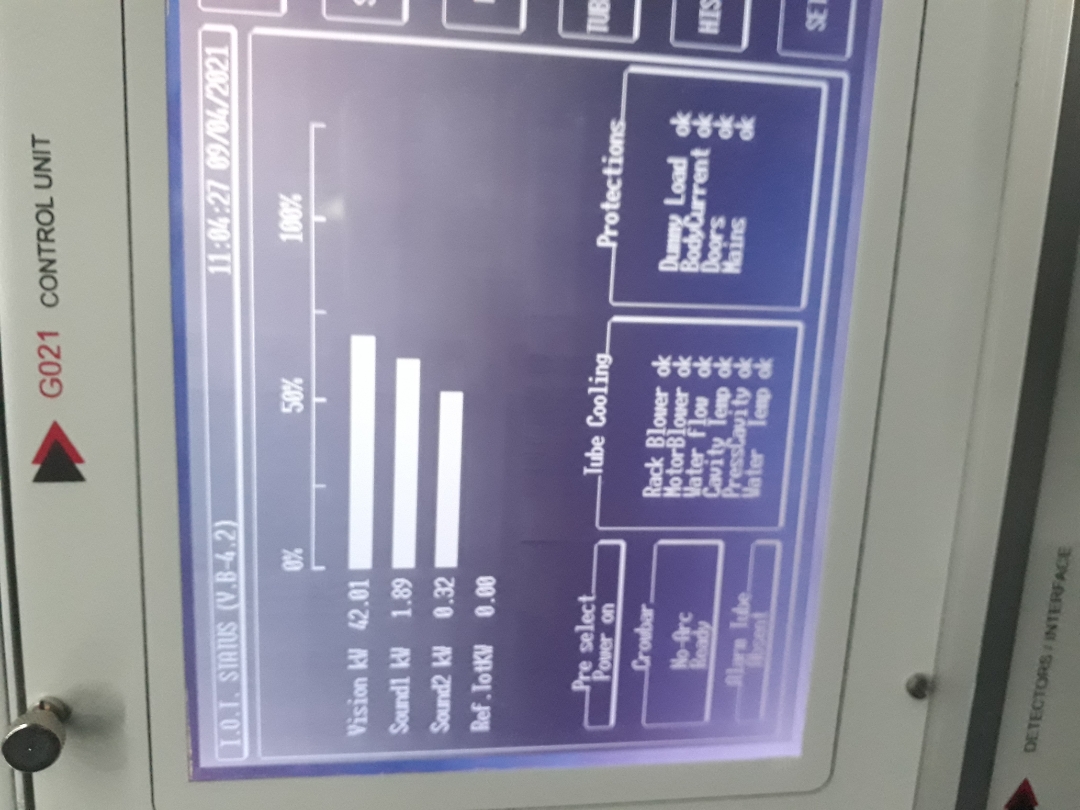 G021 CONTROL UNIT
I.O.T. STATUS (V.B-4.2) 11:04:27 09/04/2021
0% 50% 100%
Vision kW 42.01
Sound1 kW 1.89
Sound2 kW 0.32
Ref.TotKW 0.00
Pre select
Power on
Crowbar
No-Arc
Ready
Alarm Tube
Absent
Tube Cooling
Rack Blower ok
MotorBlower ok
Water flow ok
Cavity Temp ok
PressCavity ok
Water Temp ok
Protections
Dummy Load ok
BodyCurrent ok
Doors ok
Mains ok
TUB
HIS
SET
DETECTORS / INTERFACE